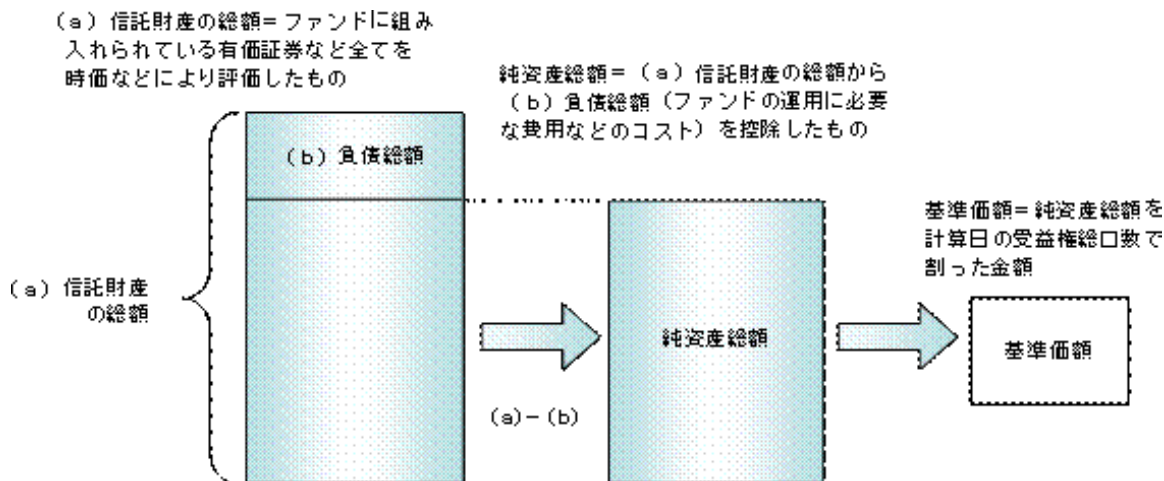 (a) 信託財産の総額＝ファンドに組み
入れられている有価証券など全てを
時価などにより評価したもの
純資産総額＝(a) 信託財産の総額から
(b) 負債総額（ファンドの運用に必要
な費用などのコスト）を控除したもの
(b) 負債総額
基準価額＝純資産総額を
計算日の受益権総口数で
割った金額
(a) 信託財産
の総額
純資産総額
基準価額
(a)－(b)